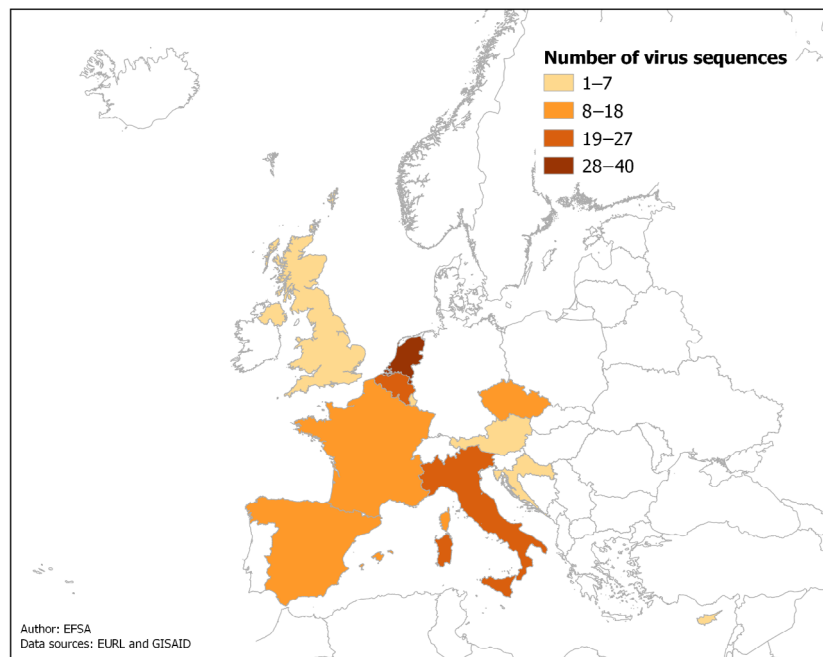 Number of virus sequences
1–7
8–18
19–27
28–40
Author: EFSA
Data sources: EURL and GISAID